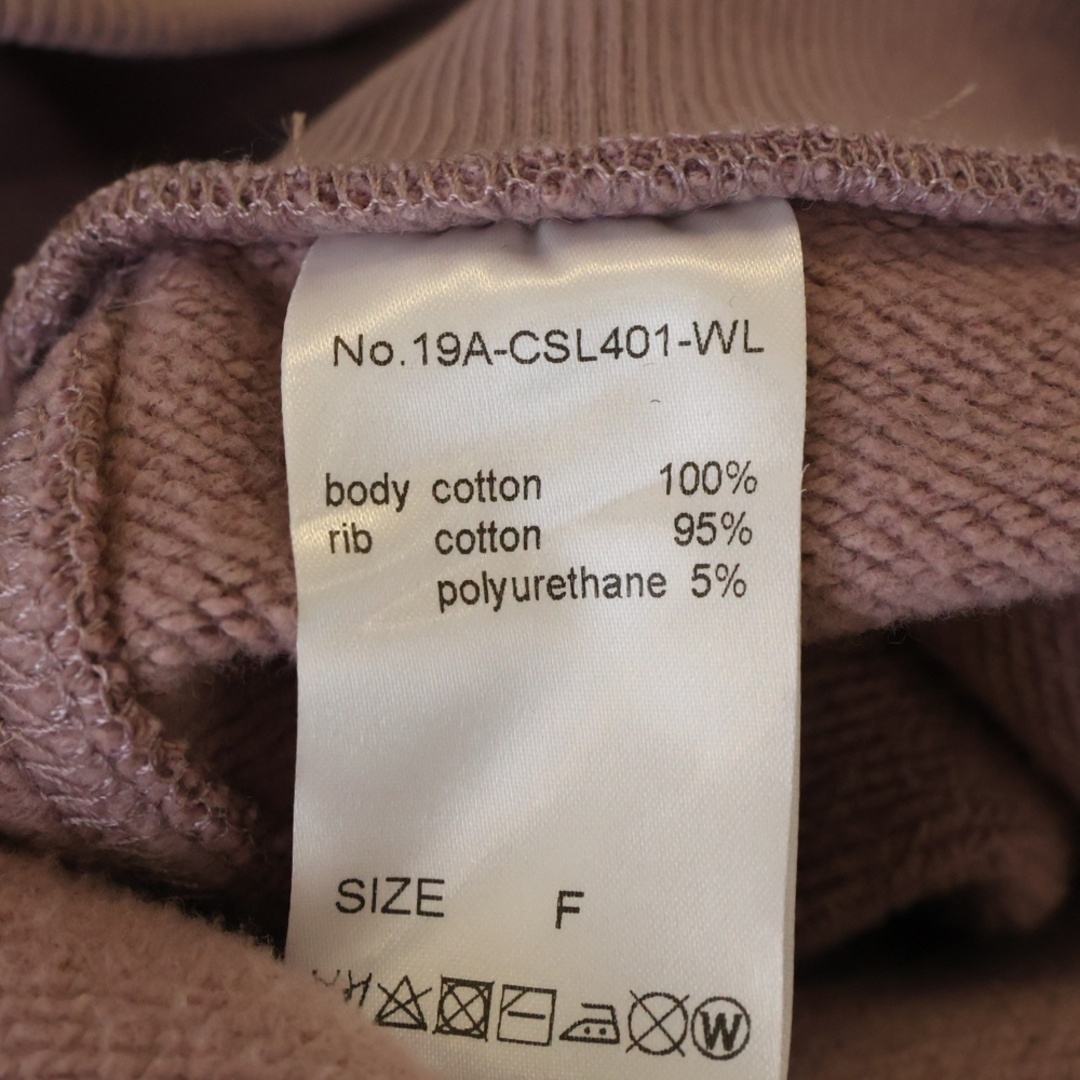 No.19A-CSL401-WL
body cotton 100%
rib cotton 95%
polyurethane 5%
SIZE F
W